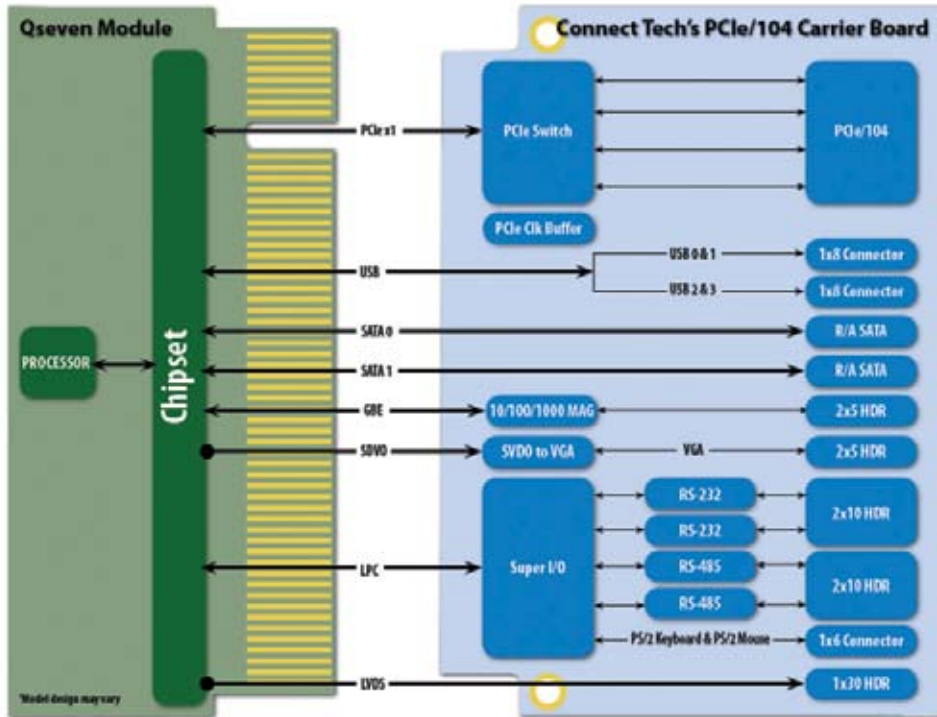 Qseven Module
Connect Tech's PCIe/104 Carrier Board
PCIe x1
PCIe Switch
PCIe/104
PCIe Clk Buffer
USB
USB 0 & 1
1x8 Connector
USB 2 & 3
1x8 Connector
SATA 0
R/A SATA
PROCESSOR
Chipset
SATA 1
R/A SATA
GBE
10/100/1000 MAG
2x5 HDR
SDVO
SVDO to VGA
VGA
2x5 HDR
RS-232
2x10 HDR
RS-232
LPC
Super I/O
RS-485
2x10 HDR
RS-485
PS/2 Keyboard & PS/2 Mouse
1x6 Connector
LVDS
1x30 HDR
*Model design may vary